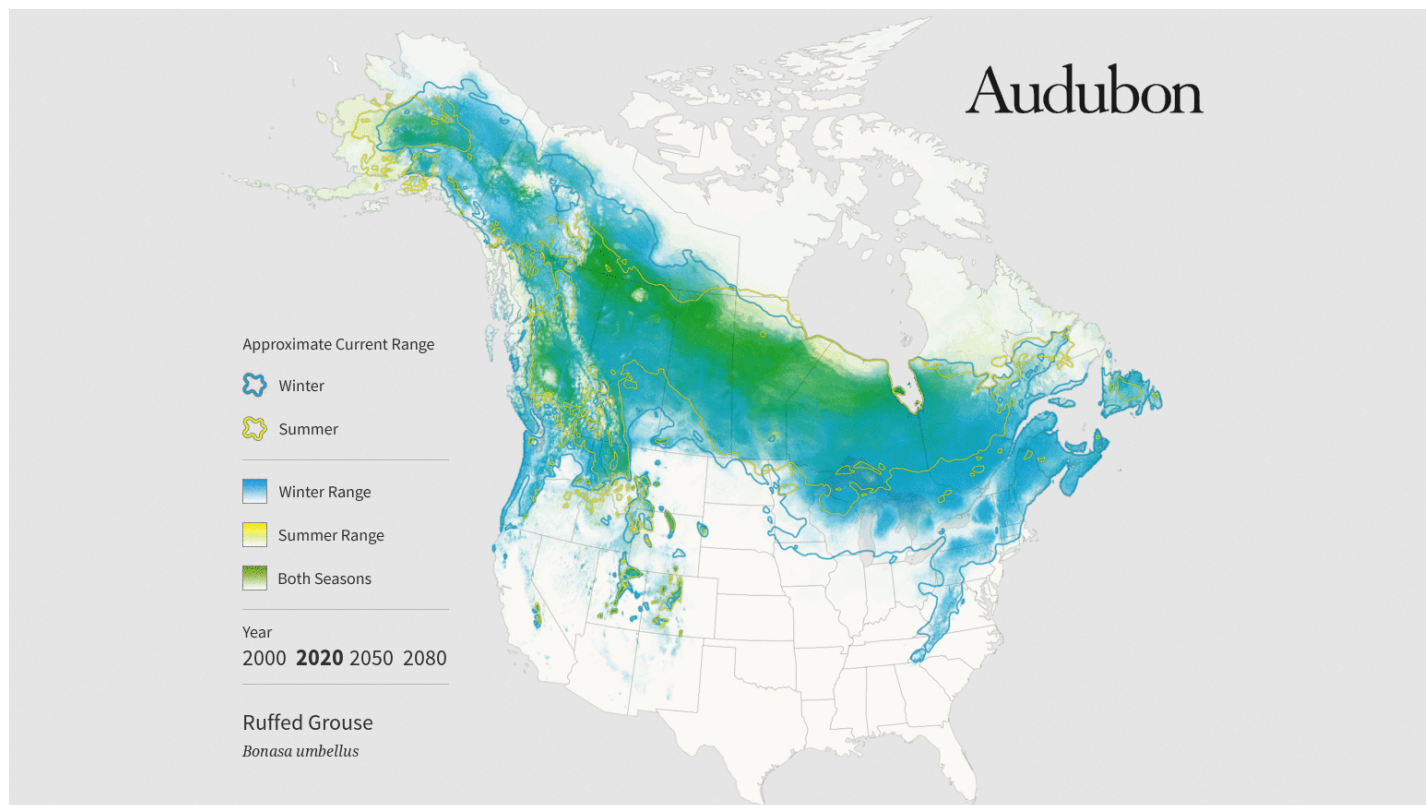 Audubon
Approximate Current Range
Winter
Summer
Winter Range
Summer Range
Both Seasons
Year
2000 2020 2050 2080
Ruffed Grouse
Bonasa umbellus